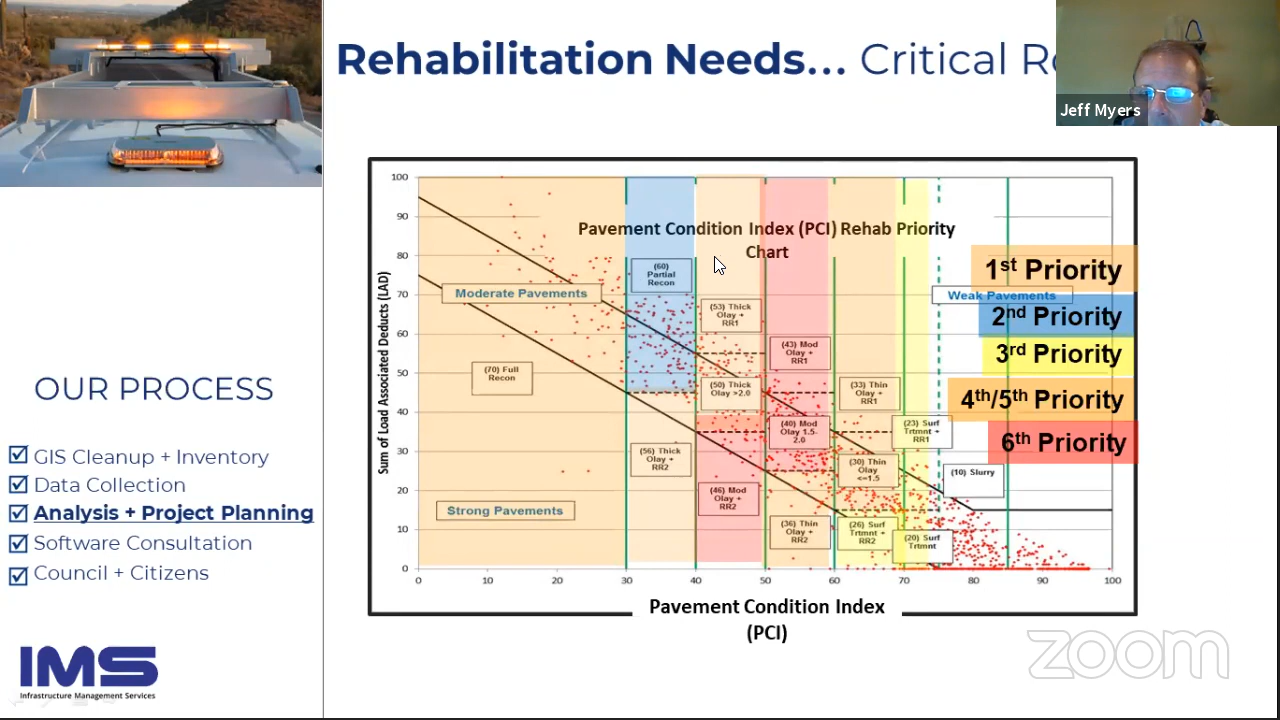 Rehabilitation Needs... Critical R
Jeff Myers
OUR PROCESS
GIS Cleanup + Inventory
Data Collection
Analysis + Project Planning
Software Consultation
Council + Citizens
IMS
Infrastructure Management Services
Pavement Condition Index (PCI) Rehab Priority
Chart
Sum of Load Associated Deducts (LAD)
100
90
80
70
60
50
40
30
20
10
0
Moderate Pavements
Weak Pavements
Strong Pavements
(60)
Partial
Recon
(53) Thick
Olay +
RR1
(43) Mod
Olay +
RR1
(70) Full
Recon
(50) Thick
Olay >2.0
(33) Thin
Olay +
RR1
(40) Mod
Olay 1.5-
2.0
(23) Surf
Trtmnt +
RR1
(56) Thick
Olay +
RR2
(30) Thin
Olay
<=1.5
(10) Slurry
(46) Mod
Olay +
RR2
(36) Thin
Olay +
RR2
(26) Surf
Trtmnt +
RR2
(20) Surf
Trtmnt
0 10 20 30 40 50 60 70 80 90 100
Pavement Condition Index
(PCI)
1st Priority
2nd Priority
3rd Priority
4th/5th Priority
6th Priority
zoom